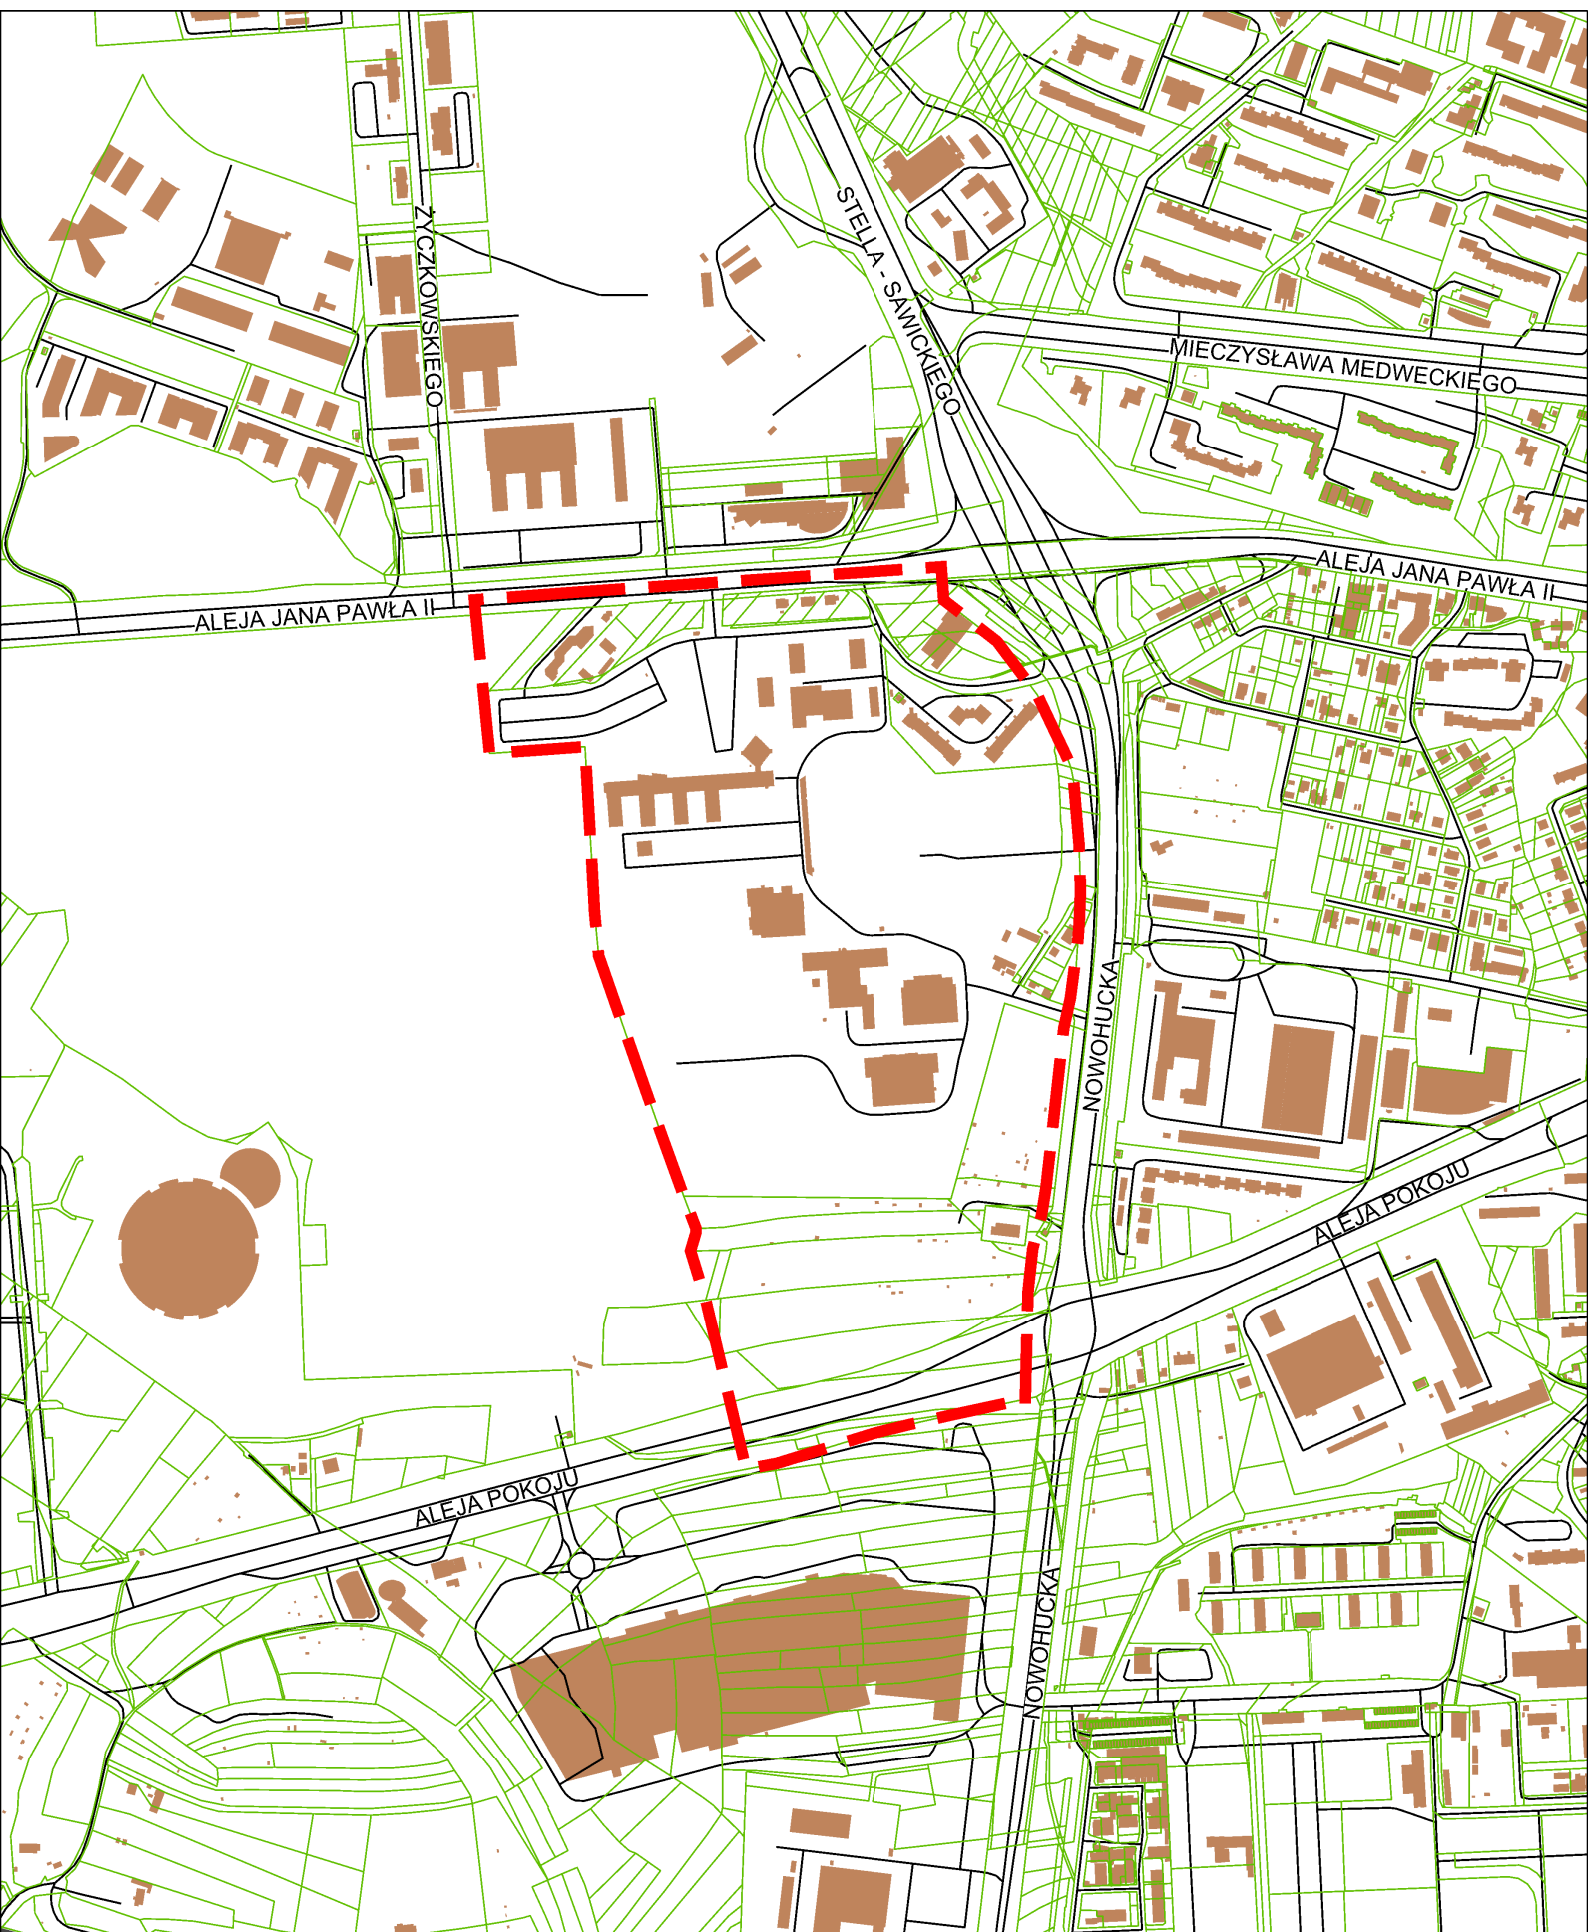 ŻYCZKOWSKIEGO
STELLA - SAWICKIEGO
MIECZYSŁAWA MEDWECKIEGO
ALEJA JANA PAWŁA II
ALEJA JANA PAWŁA II
NOWOHUCKA
ALEJA POKOJU
ALEJA POKOJU
NOWOHUCKA